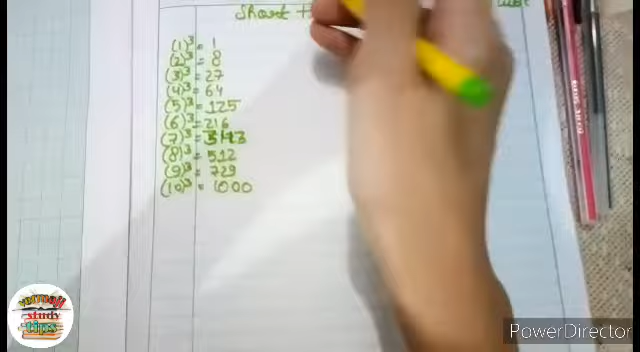 Short t
(1)³ = 1
(2)³ = 8
(3)³ = 27
(4)³ = 64
(5)³ = 125
(6)³ = 216
(7)³ = 343
(8)³ = 512
(9)³ = 729
(10)³ = 1000
study
tips
PowerDirector